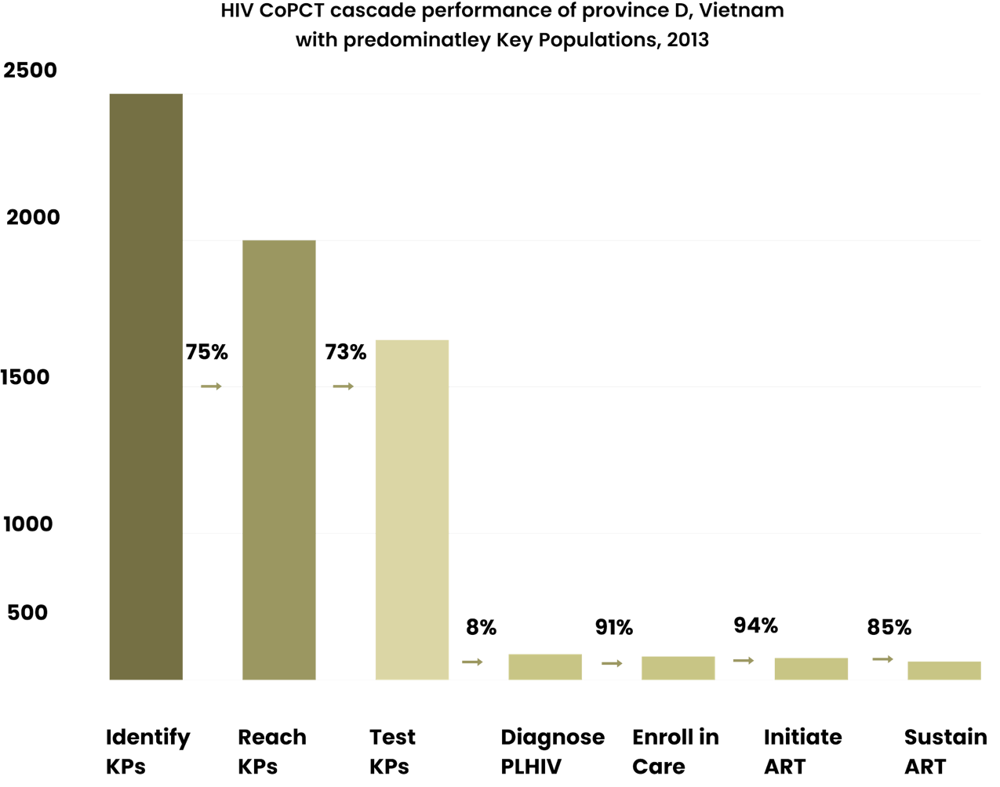 HIV CoPCT cascade performance of province D, Vietnam
with predominatley Key Populations, 2013
2500
2000
1500
1000
500
75%
73%
8%
91%
94%
85%
Identify
KPs
Reach
KPs
Test
KPs
Diagnose
PLHIV
Enroll in
Care
Initiate
ART
Sustain
ART